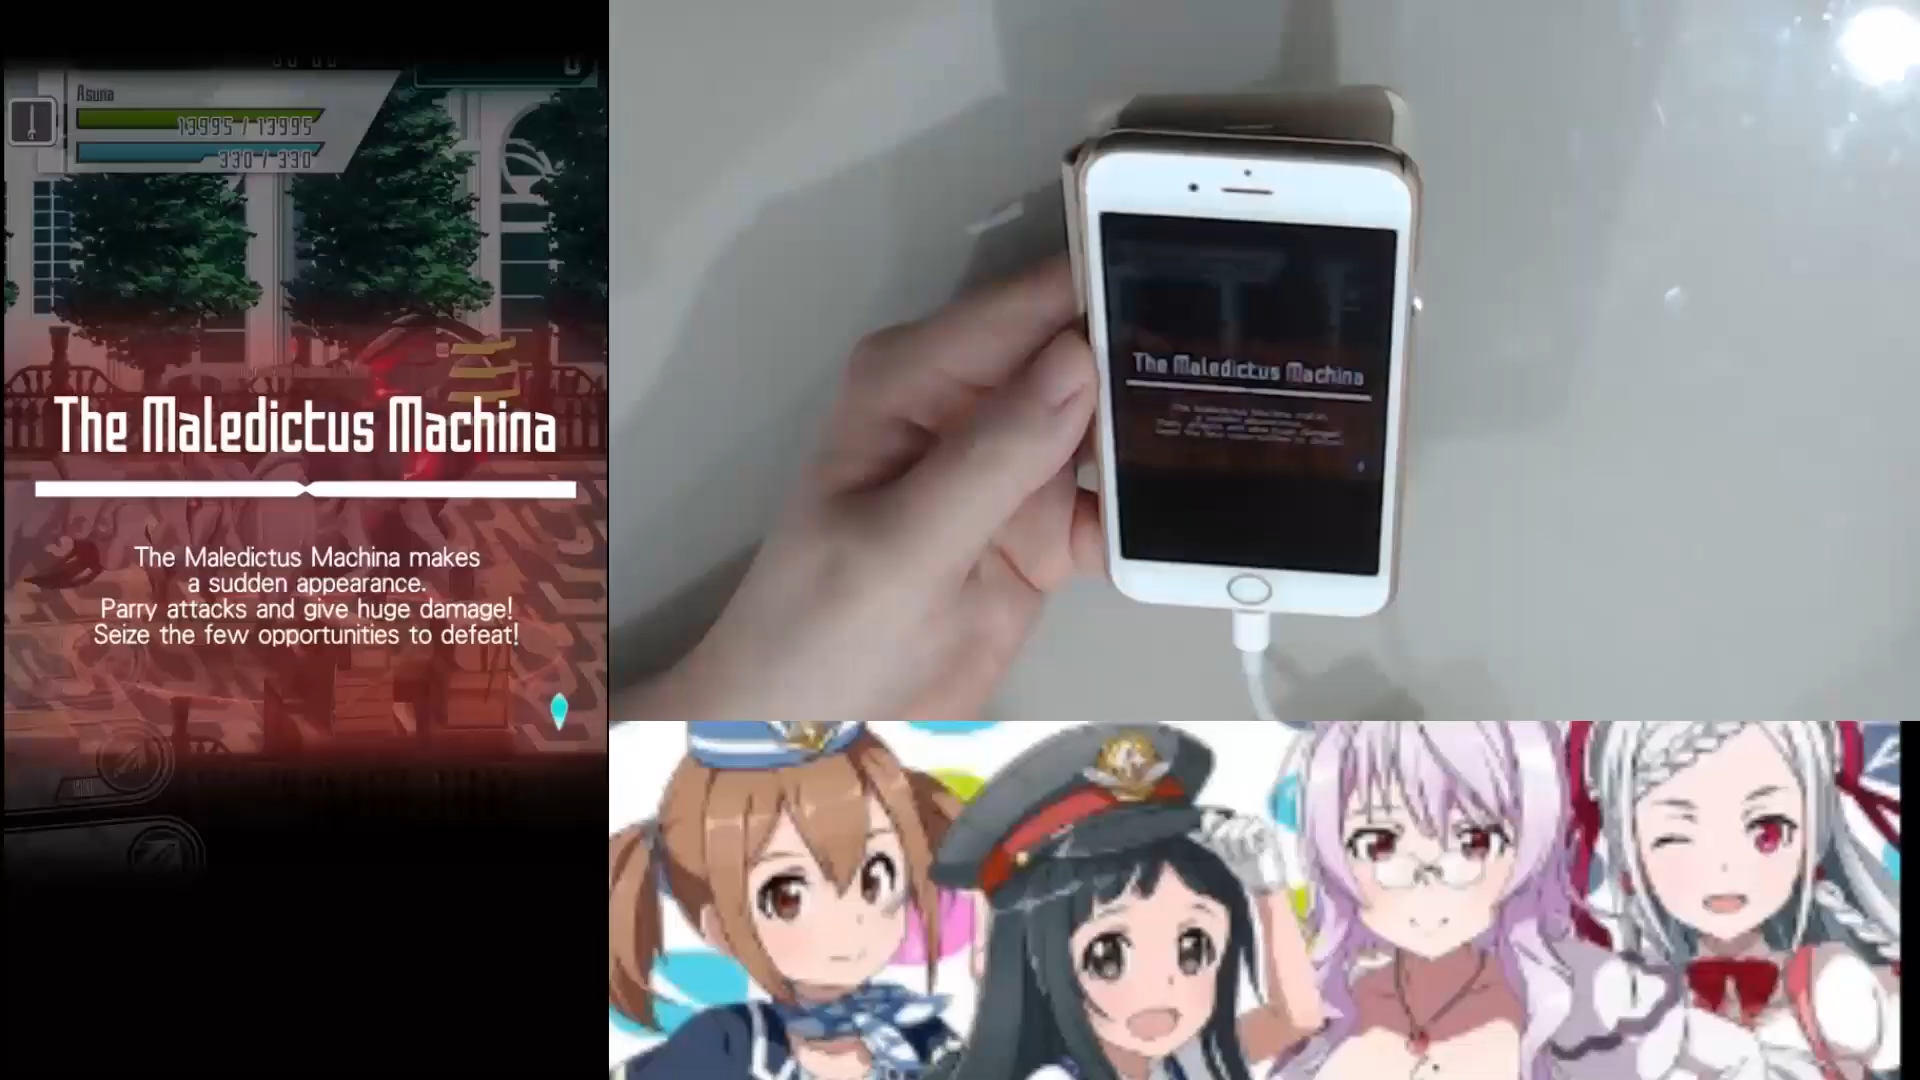 Asuna
13995 / 13995
330 / 330
The Maledictus Machina
The Maledictus Machina makes
a sudden appearance.
Parry attacks and give huge damage!
Seize the few opportunities to defeat!
The Maledictus Machina